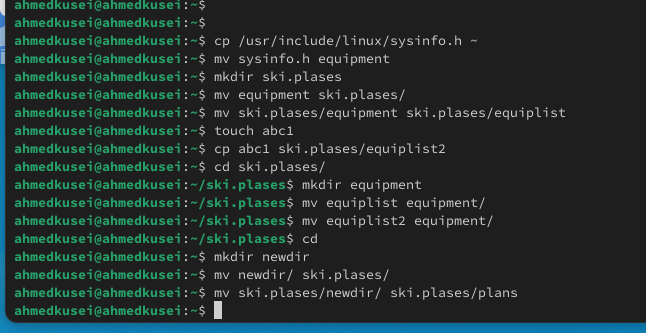 ahmedkusei@ahmedkusei:~$
ahmedkusei@ahmedkusei:~$
ahmedkusei@ahmedkusei:~$ cp /usr/include/linux/sysinfo.h ~
ahmedkusei@ahmedkusei:~$ mv sysinfo.h equipment
ahmedkusei@ahmedkusei:~$ mkdir ski.plases
ahmedkusei@ahmedkusei:~$ mv equipment ski.plases/
ahmedkusei@ahmedkusei:~$ mv ski.plases/equipment ski.plases/equiplist
ahmedkusei@ahmedkusei:~$ touch abc1
ahmedkusei@ahmedkusei:~$ cp abc1 ski.plases/equiplist2
ahmedkusei@ahmedkusei:~$ cd ski.plases/
ahmedkusei@ahmedkusei:~/ski.plases$ mkdir equipment
ahmedkusei@ahmedkusei:~/ski.plases$ mv equiplist equipment/
ahmedkusei@ahmedkusei:~/ski.plases$ mv equiplist2 equipment/
ahmedkusei@ahmedkusei:~/ski.plases$ cd
ahmedkusei@ahmedkusei:~$ mkdir newdir
ahmedkusei@ahmedkusei:~$ mv newdir/ ski.plases/
ahmedkusei@ahmedkusei:~$ mv ski.plases/newdir/ ski.plases/plans
ahmedkusei@ahmedkusei:~$